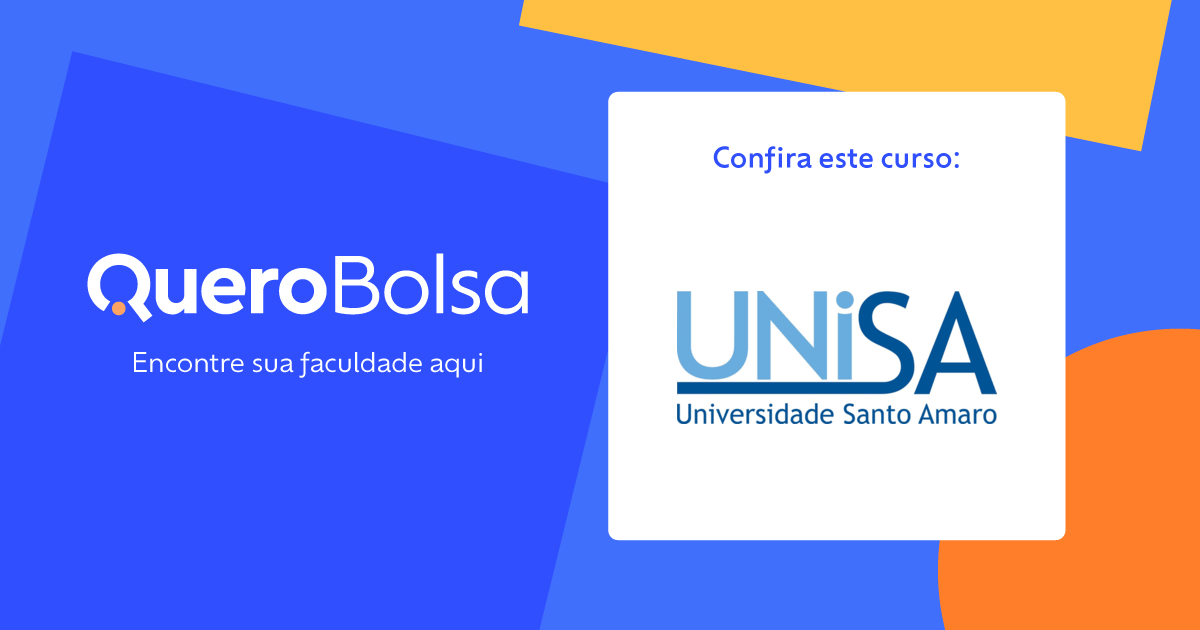 QueroBolsa
Encontre sua faculdade aqui
Confira este curso:
UNiSA
Universidade Santo Amaro